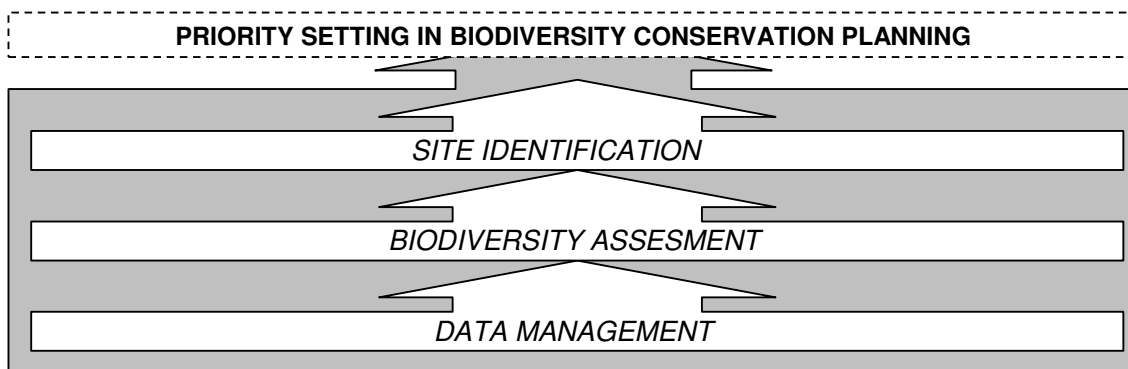 PRIORITY SETTING IN BIODIVERSITY CONSERVATION PLANNING
SITE IDENTIFICATION
BIODIVERSITY ASSESMENT
DATA MANAGEMENT